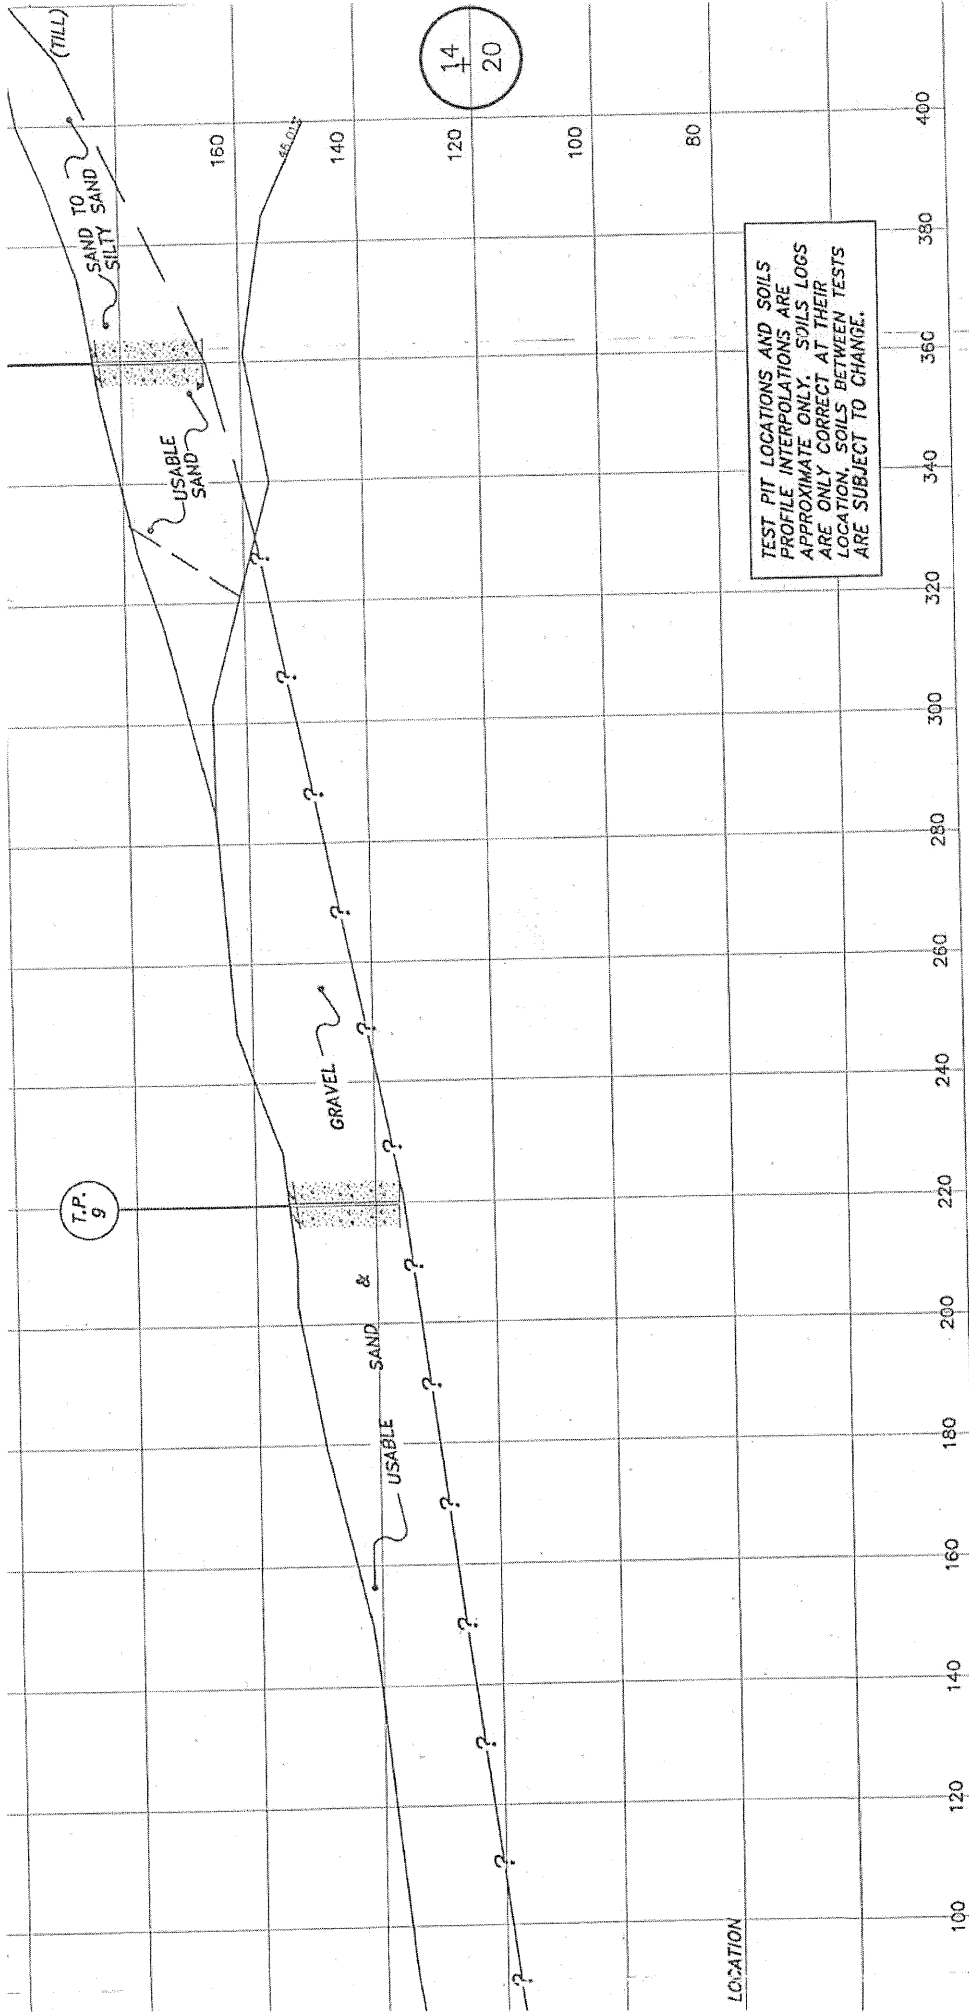 (TILL)
SAND TO
SILTY SAND
USABLE
SAND
T.P.
9
GRAVEL
&
SAND
USABLE
14
20
160
140
120
100
80
TEST PIT LOCATIONS AND SOILS
PROFILE INTERPOLATIONS ARE
APPROXIMATE ONLY. SOILS LOGS
ARE ONLY CORRECT AT THEIR
LOCATION, SOILS BETWEEN TESTS
ARE SUBJECT TO CHANGE.
? ? ? ? ? ? ? ? ? ? ? ? ?
LOCATION
100 120 140 160 180 200 220 240 260 280 300 320 340 360 380 400